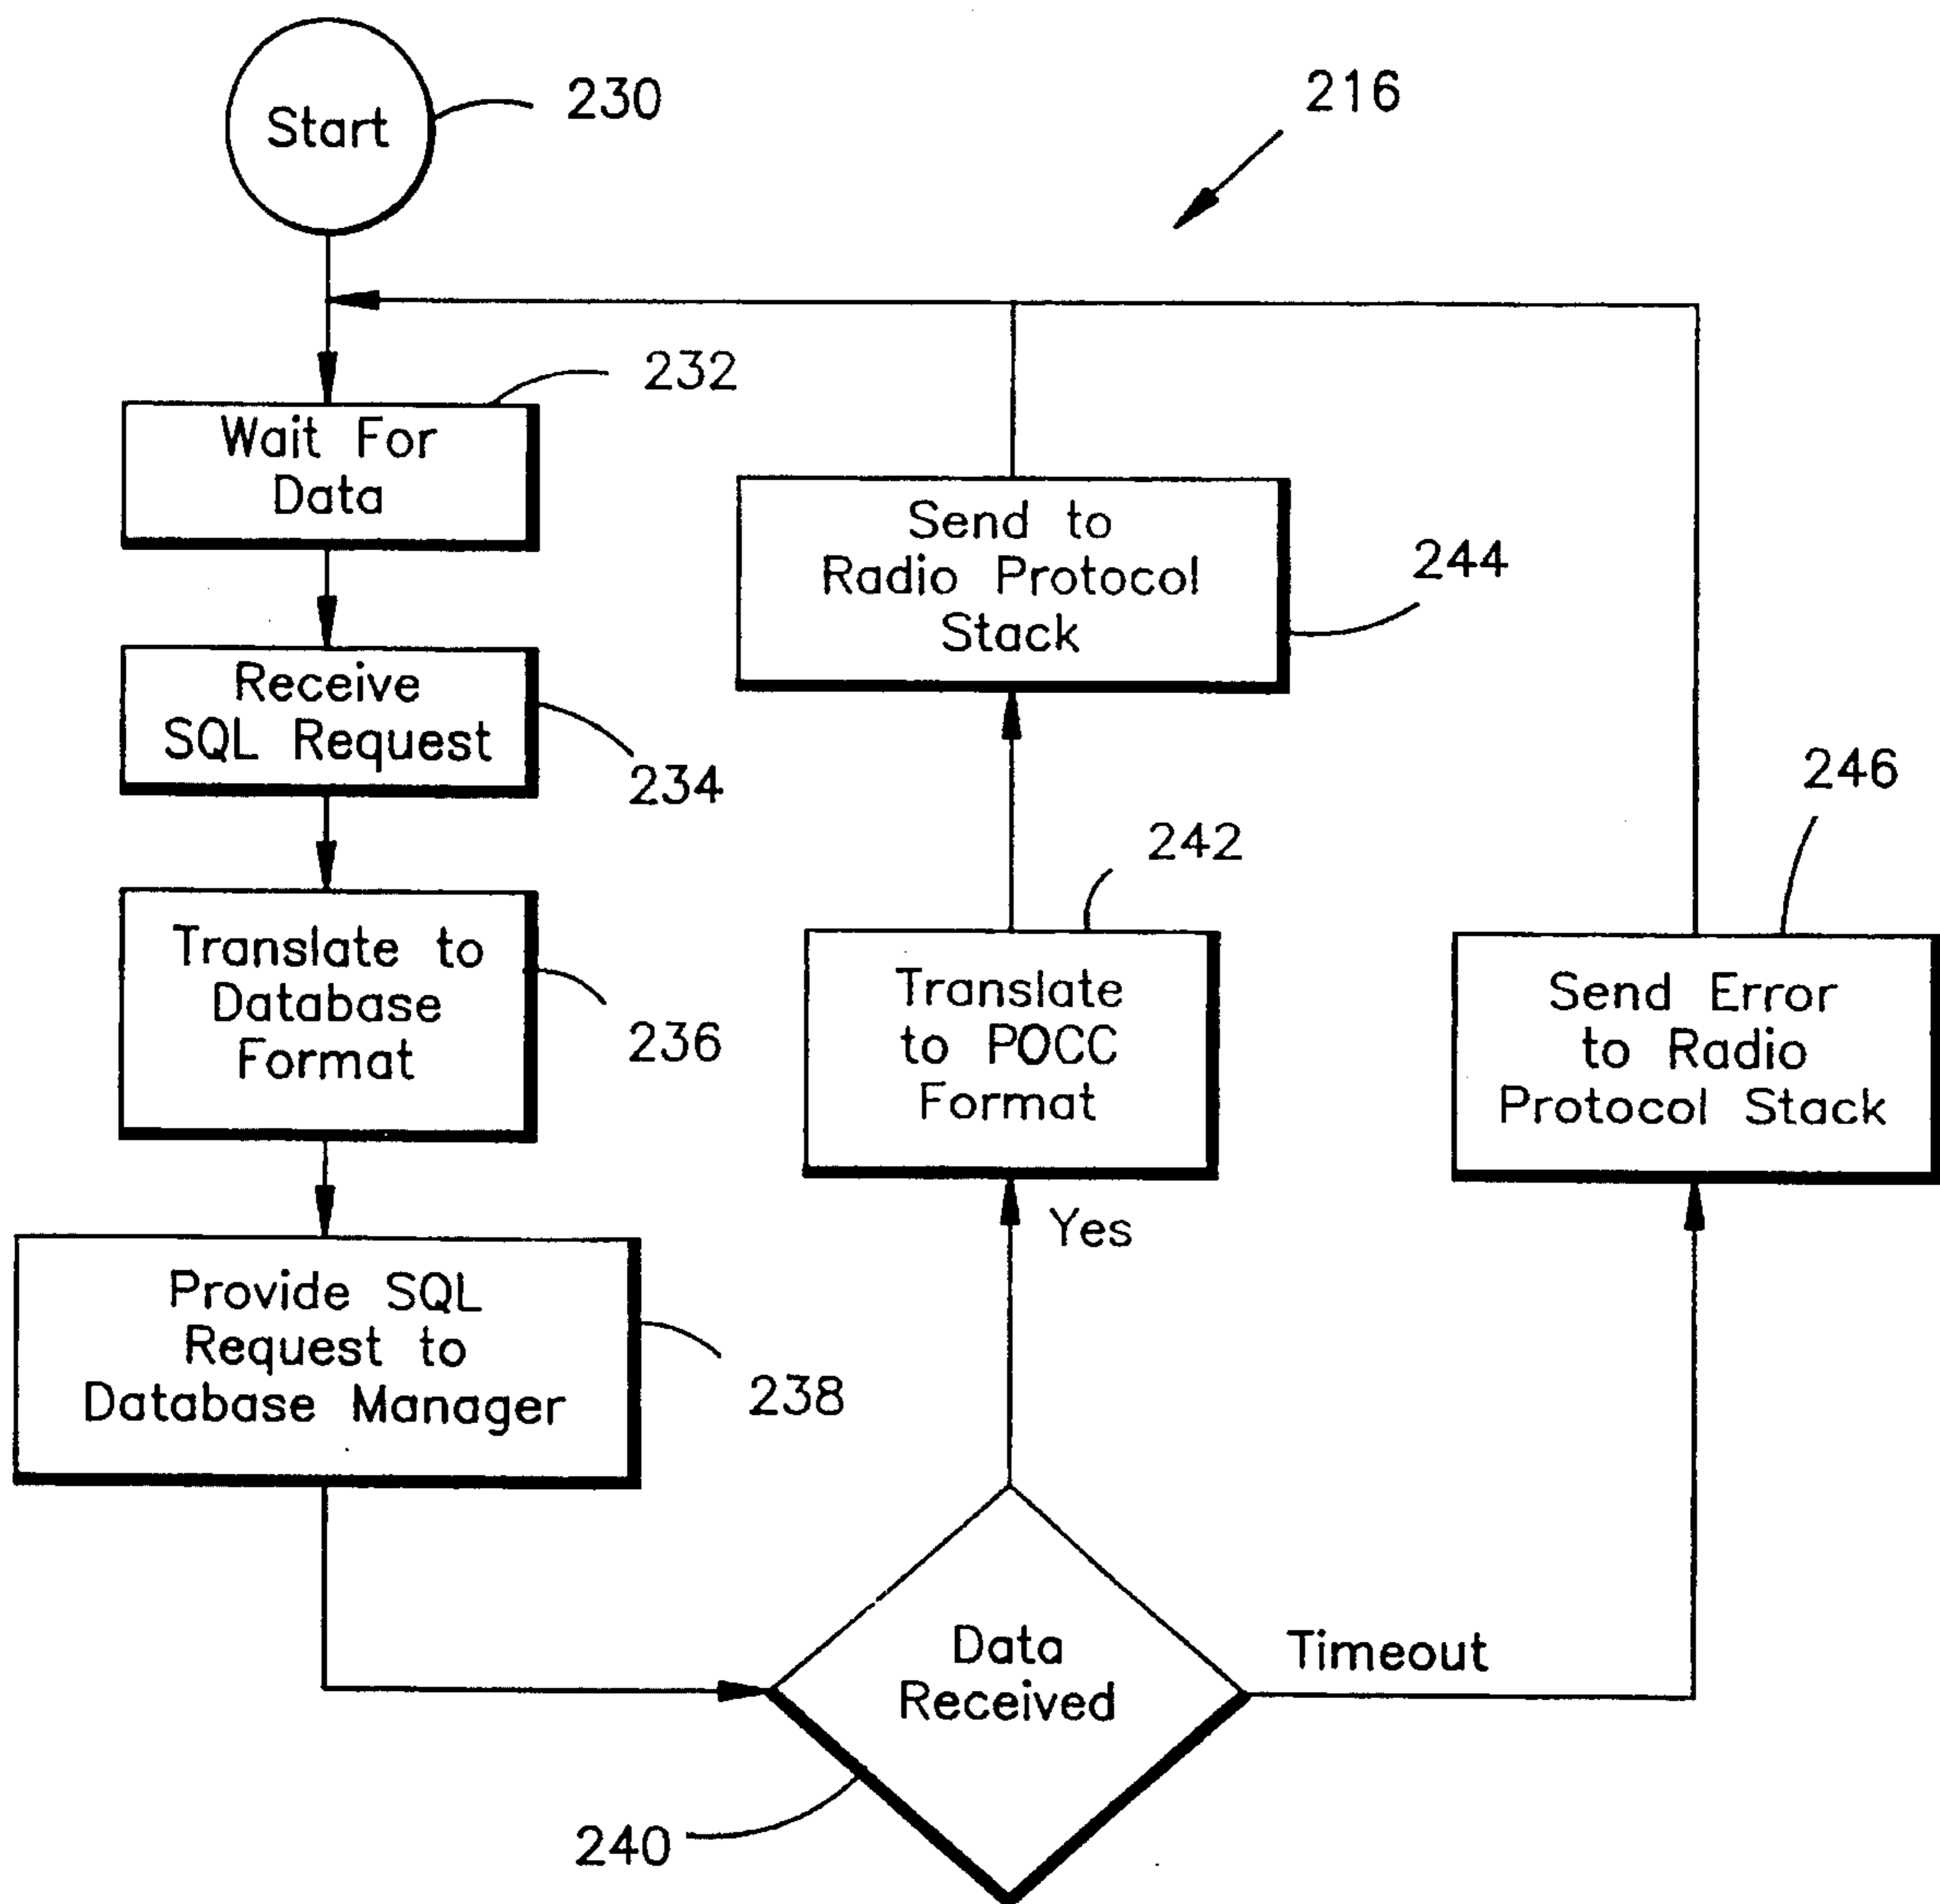 Start
230
216
232
Wait For
Data
Receive
SQL Request
234
Translate to
Database
Format
236
Provide SQL
Request to
Database Manager
238
Data
Received
240
Yes
Timeout
Translate
to POCC
Format
242
Send to
Radio Protocol
Stack
244
Send Error
to Radio
Protocol Stack
246